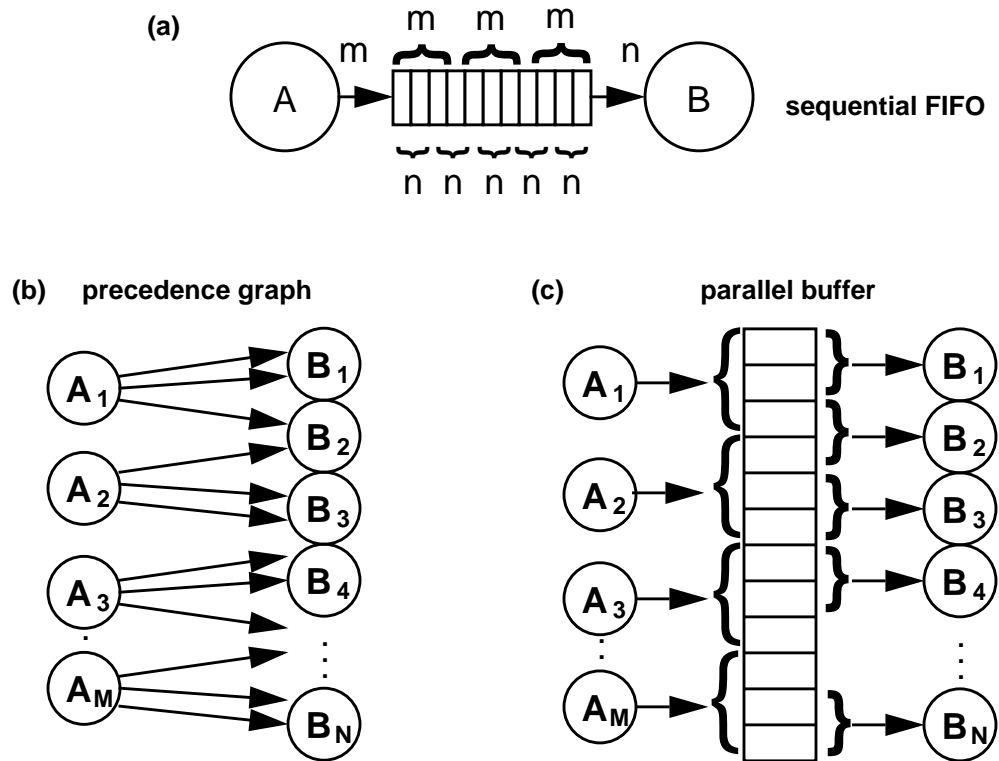 (a)
m m m
m n
A B
sequential FIFO
n n n n n
(b) precedence graph
A1
A2
A3
.
AM
B1
B2
B3
B4
. . . .
BN
(c) parallel buffer
A1
A2
A3
. . .
AM
B1
B2
B3
B4
. . . .
BN